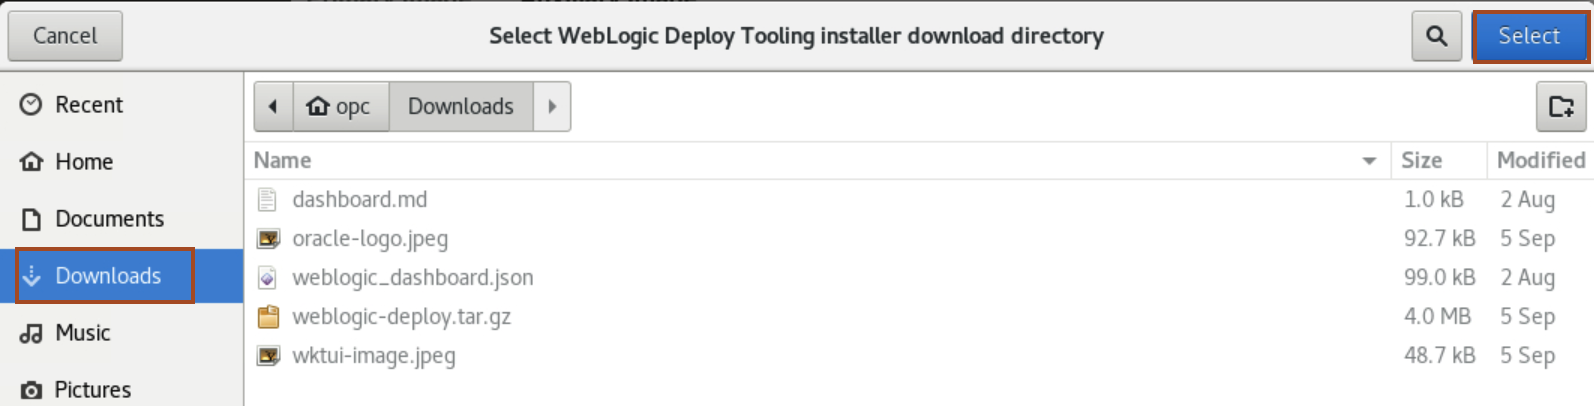 Cancel Select WebLogic Deploy Tooling installer download directory Select
Recent
Home
Documents
Downloads
Music
Pictures
opc Downloads
Name Size Modified
dashboard.md 1.0 kB 2 Aug
oracle-logo.jpeg 92.7 kB 5 Sep
weblogic_dashboard.json 99.0 kB 2 Aug
weblogic-deploy.tar.gz 4.0 MB 5 Sep
wktui-image.jpeg 48.7 kB 5 Sep